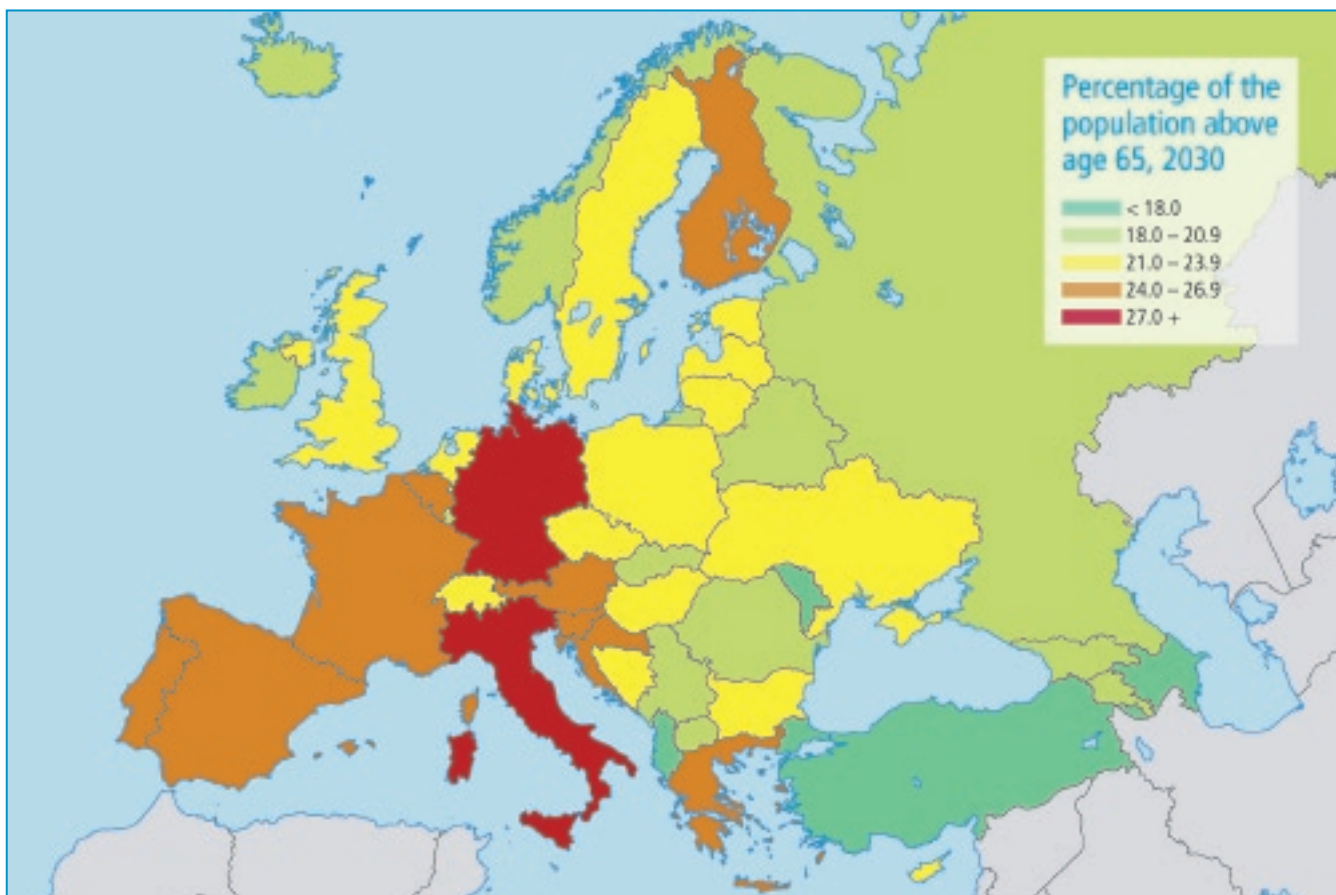 Percentage of the
population above
age 65, 2030
< 18.0
18.0 – 20.9
21.0 – 23.9
24.0 – 26.9
27.0 +